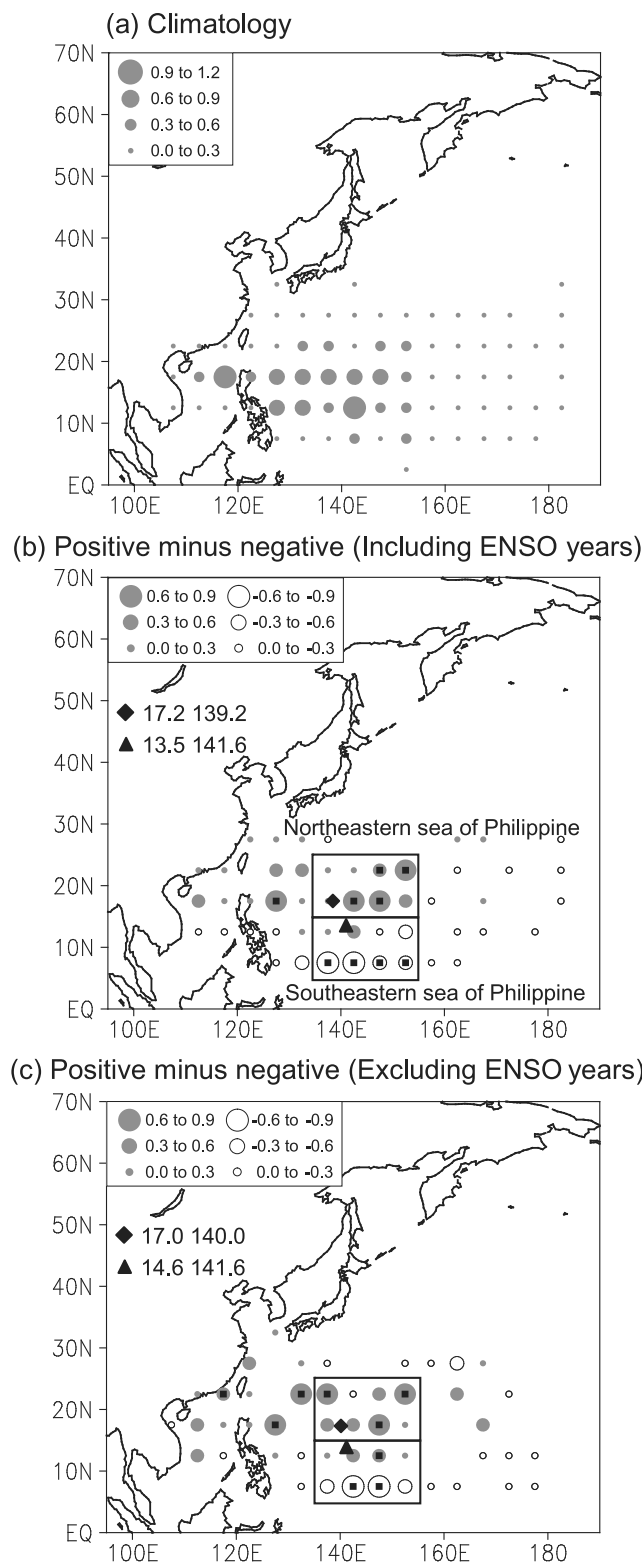 (a) Climatology
70N
0.9 to 1.2
0.6 to 0.9
60N
0.3 to 0.6
0.0 to 0.3
50N
40N
30N
20N
10N
EQ
100E 120E 140E 160E 180
(b) Positive minus negative (Including ENSO years)
70N
0.6 to 0.9 -0.6 to -0.9
0.3 to 0.6 -0.3 to -0.6
60N
0.0 to 0.3 0.0 to -0.3
50N
17.2 139.2
13.5 141.6
40N
30N
Northeastern sea of Philippine
20N
10N
Southeastern sea of Philippine
EQ
100E 120E 140E 160E 180
(c) Positive minus negative (Excluding ENSO years)
70N
0.6 to 0.9 -0.6 to -0.9
0.3 to 0.6 -0.3 to -0.6
60N
0.0 to 0.3 0.0 to -0.3
50N
17.0 140.0
14.6 141.6
40N
30N
20N
10N
EQ
100E 120E 140E 160E 180